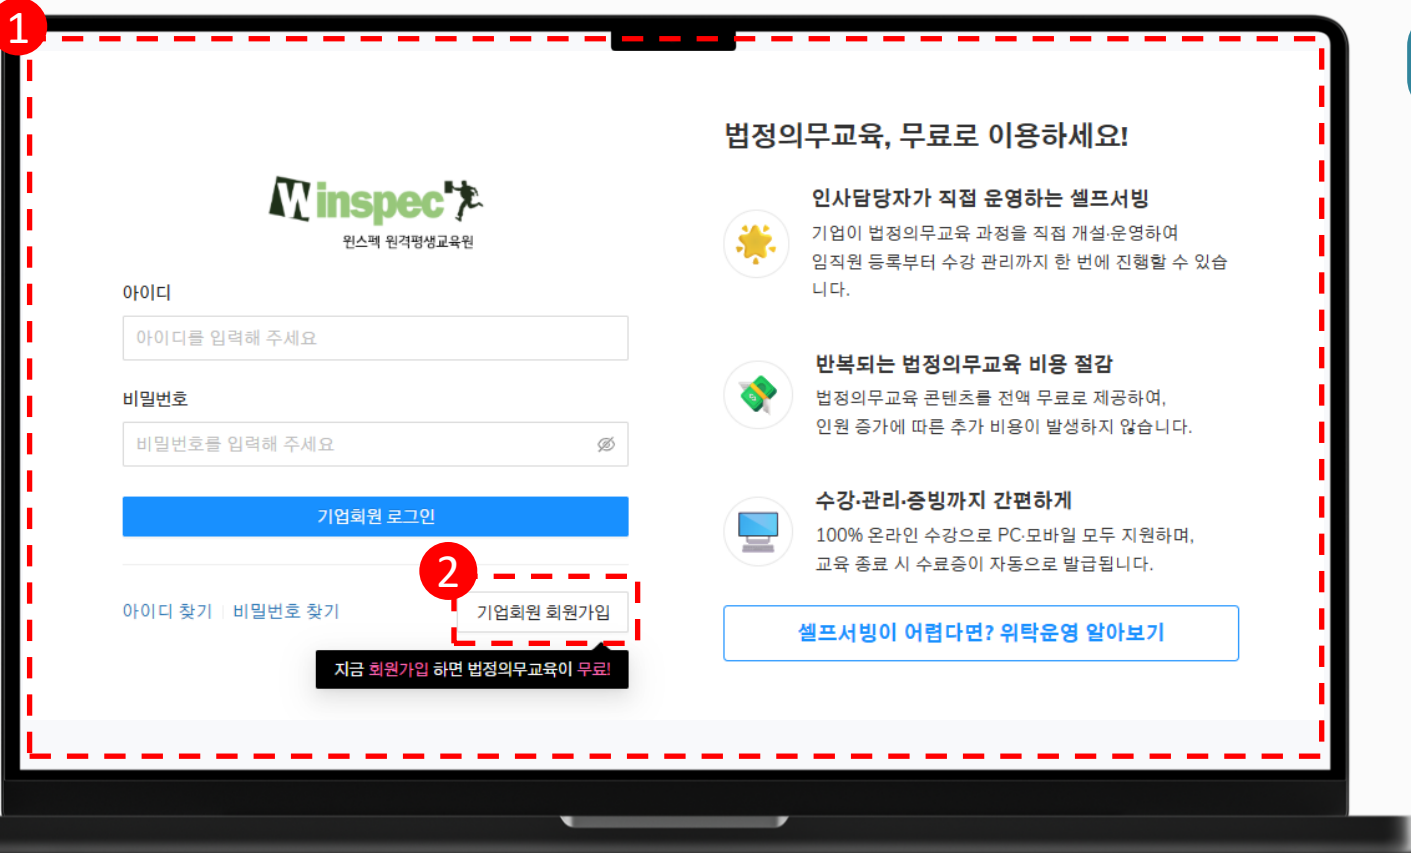 1
Winspec
윈스펙 원격평생교육원
아이디
아이디를 입력해 주세요
비밀번호
비밀번호를 입력해 주세요
기업회원 로그인
2
아이디 찾기 | 비밀번호 찾기
기업회원 회원가입
지금 회원가입 하면 법정의무교육이 무료!
법정의무교육, 무료로 이용하세요!
인사담당자가 직접 운영하는 셀프서빙
기업이 법정의무교육 과정을 직접 개설·운영하여
임직원 등록부터 수강 관리까지 한 번에 진행할 수 있습
니다.
반복되는 법정의무교육 비용 절감
법정의무교육 콘텐츠를 전액 무료로 제공하여,
인원 증가에 따른 추가 비용이 발생하지 않습니다.
수강·관리·증빙까지 간편하게
100% 온라인 수강으로 PC·모바일 모두 지원하며,
교육 종료 시 수료증이 자동으로 발급됩니다.
셀프서빙이 어렵다면? 위탁운영 알아보기